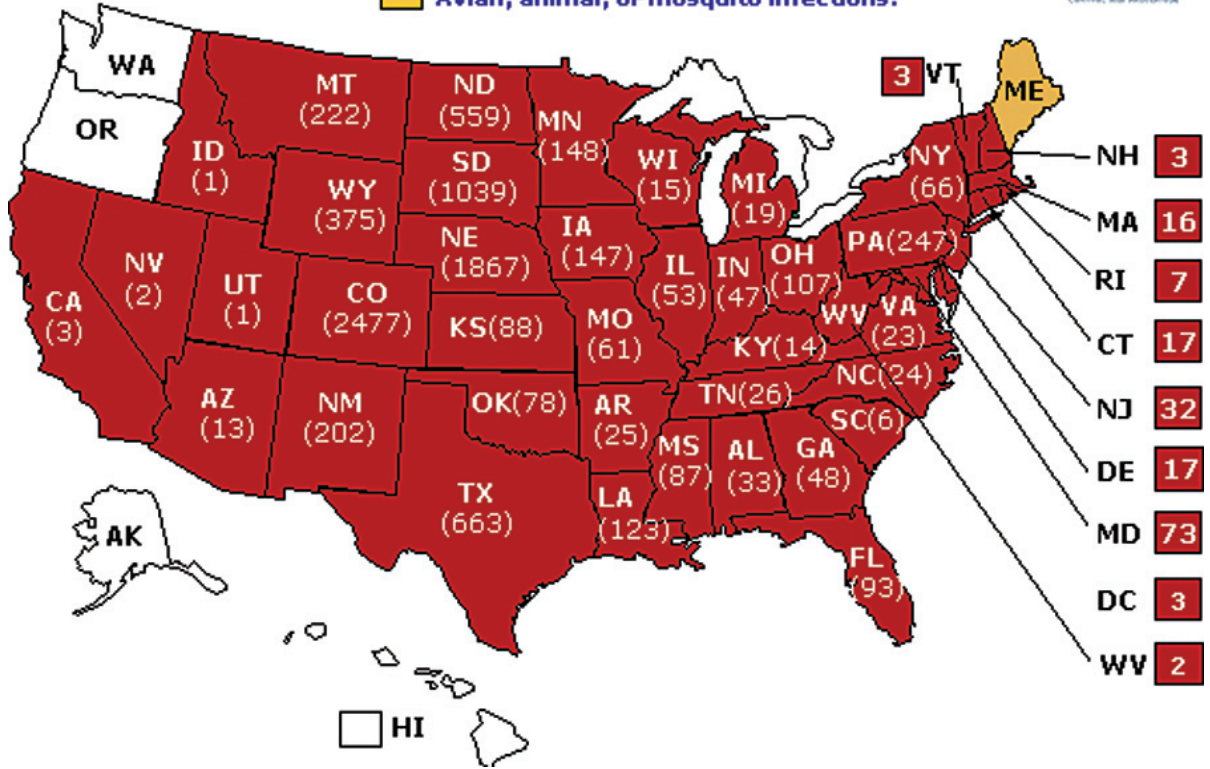 Avian, animal, or mosquito infections.
WA
OR
ID
(1)
MT
(222)
ND
(559)
MN
(148)
SD
(1039)
WY
(375)
WI
(15)
MI
(19)
3 VT
ME
NY
(66)
NH 3
MA 16
RI 7
CT 17
NJ 32
DE 17
MD 73
DC 3
WV 2
CA
(3)
NV
(2)
UT
(1)
CO
(2477)
NE
(1867)
IA
(147)
IL
(53)
IN
(47)
OH
(107)
PA(247)
WV
VA
(23)
KS(88)
MO
(61)
KY(14)
AZ
(13)
NM
(202)
OK(78)
AR
(25)
TN(26)
NC(24)
SC(6)
TX
(663)
LA
(123)
MS
(87)
AL
(33)
GA
(48)
FL
(93)
AK
HI